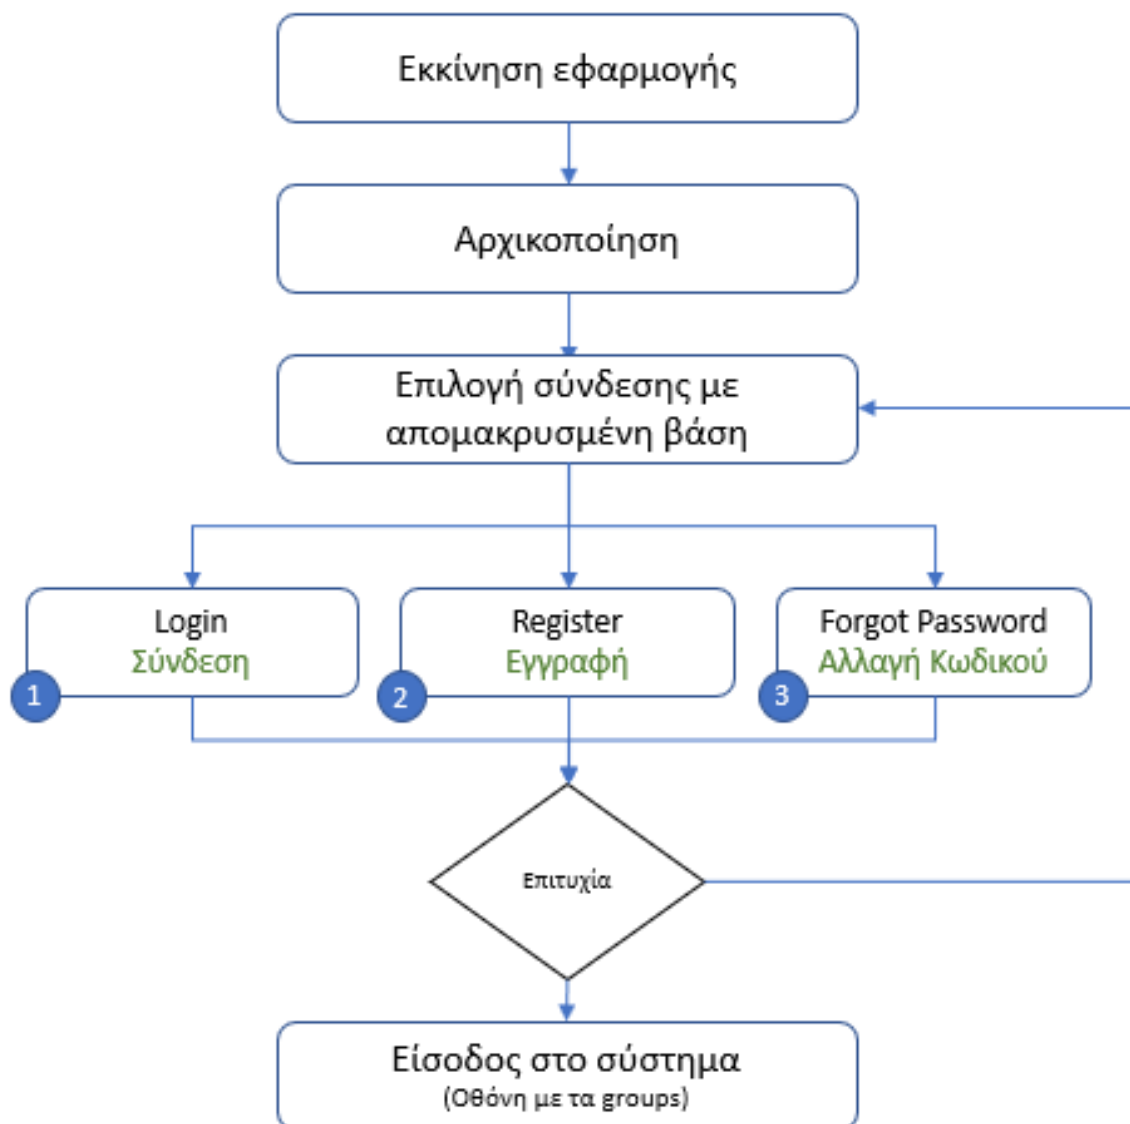 Εκκίνηση εφαρμογής
Αρχικοποίηση
Επιλογή σύνδεσης με
απομακρυσμένη βάση
Login
Σύνδεση
1
Register
Εγγραφή
2
Forgot Password
Αλλαγή Κωδικού
3
Επιτυχία
Είσοδος στο σύστημα
(Οθόνη με τα groups)